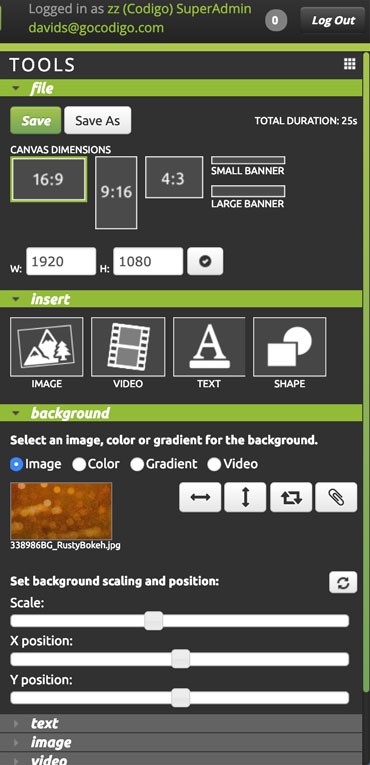 Logged in as zz (Codigo) SuperAdmin
davids@gocodigo.com
0
Log Out
TOOLS
file
Save
Save As
TOTAL DURATION: 25s
CANVAS DIMENSIONS
16:9
9:16
4:3
SMALL BANNER
LARGE BANNER
W: 1920 H: 1080
insert
IMAGE VIDEO TEXT SHAPE
background
Select an image, color or gradient for the background.
Image Color Gradient Video
338986BG_RustyBokeh.jpg
Set background scaling and position:
Scale:
X position:
Y position:
text
image
video